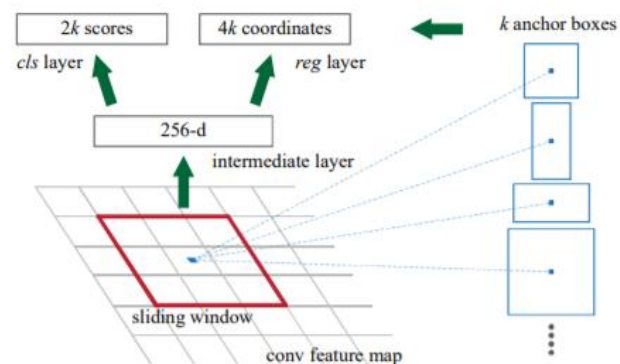 2k scores
4k coordinates
k anchor boxes
cls layer
reg layer
256-d
intermediate layer
sliding window
conv feature map